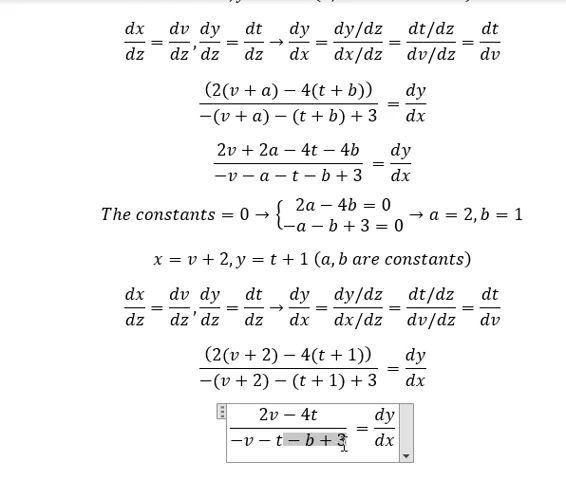 dx/dz = dv/dz, dy/dz = dt/dz → dy/dx = (dy/dz)/(dx/dz) = (dt/dz)/(dv/dz) = dt/dv
(2(v + a) − 4(t + b))/(−(v + a) − (t + b) + 3) = dy/dx
(2v + 2a − 4t − 4b)/(−v − a − t − b + 3) = dy/dx
The constants = 0 → { 2a − 4b = 0
−a − b + 3 = 0 → a = 2, b = 1
x = v + 2, y = t + 1 (a, b are constants)
dx/dz = dv/dz, dy/dz = dt/dz → dy/dx = (dy/dz)/(dx/dz) = (dt/dz)/(dv/dz) = dt/dv
(2(v + 2) − 4(t + 1))/(−(v + 2) − (t + 1) + 3) = dy/dx
(2v − 4t)/(−v − t − b + 3) = dy/dx